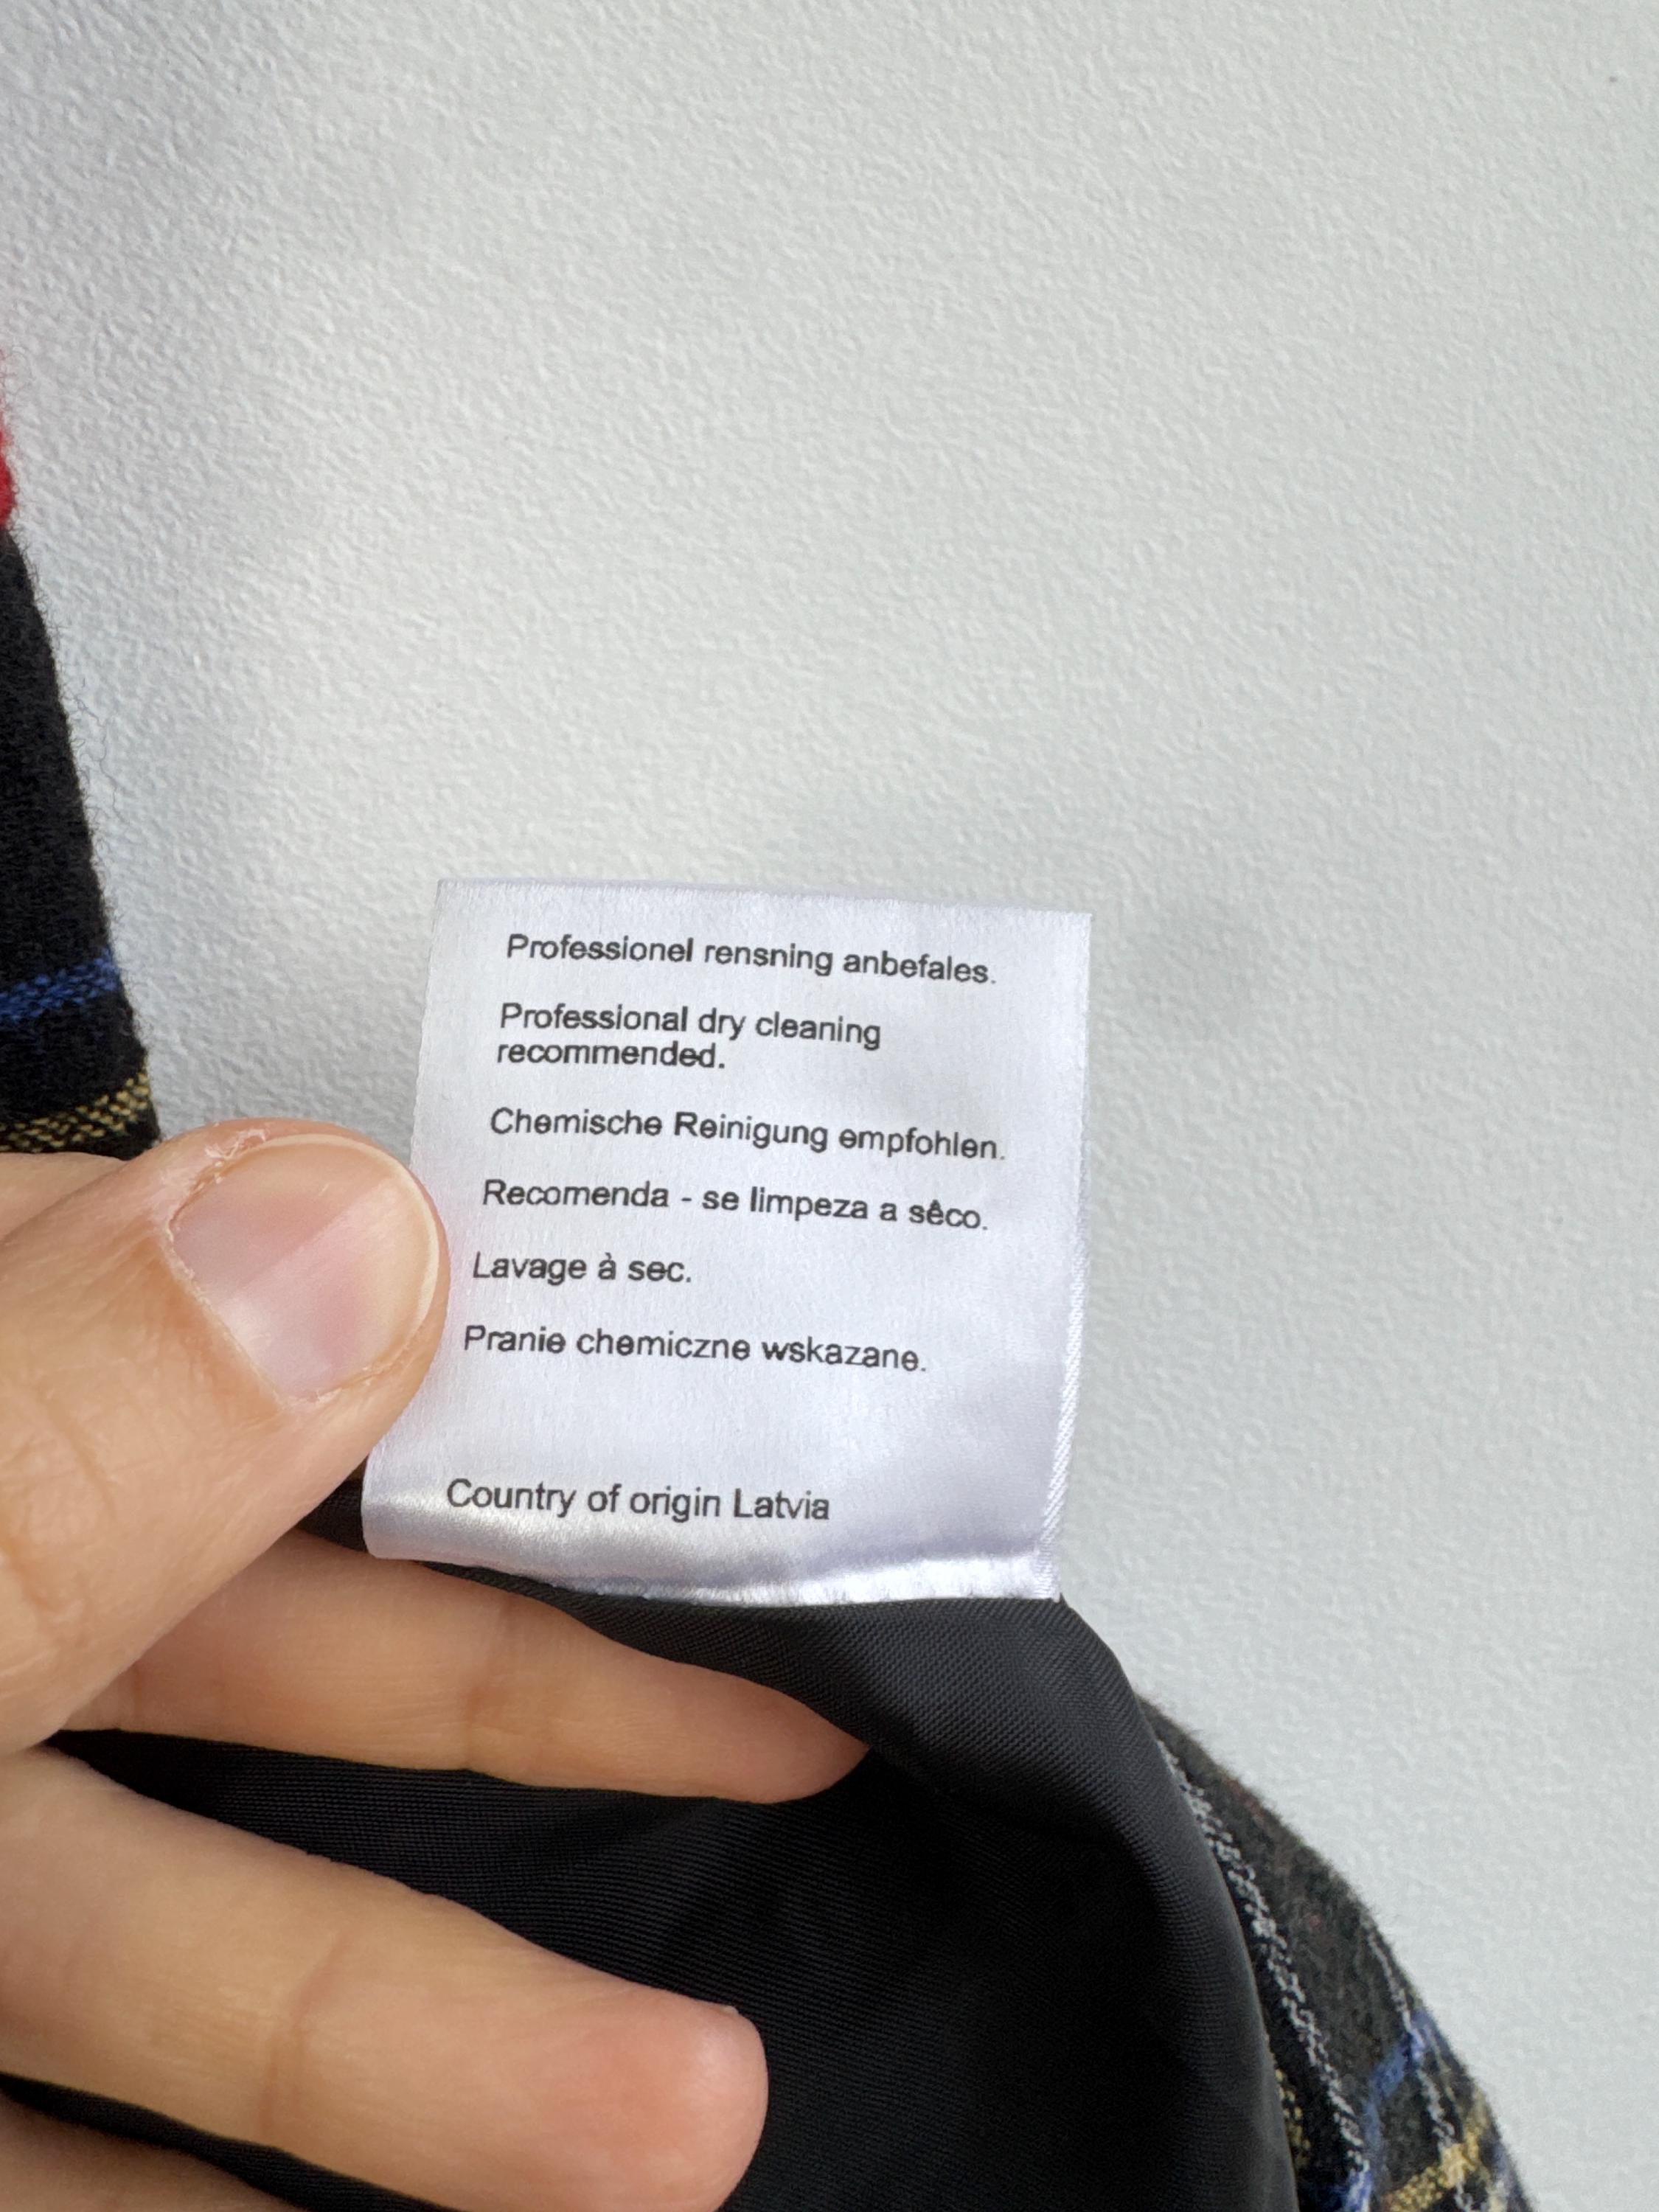 Professionel rensning anbefales.
Professional dry cleaning
recommended.
Chemische Reinigung empfohlen.
Recomenda - se limpeza a sêco.
Lavage à sec.
Pranie chemiczne wskazane.
Country of origin Latvia